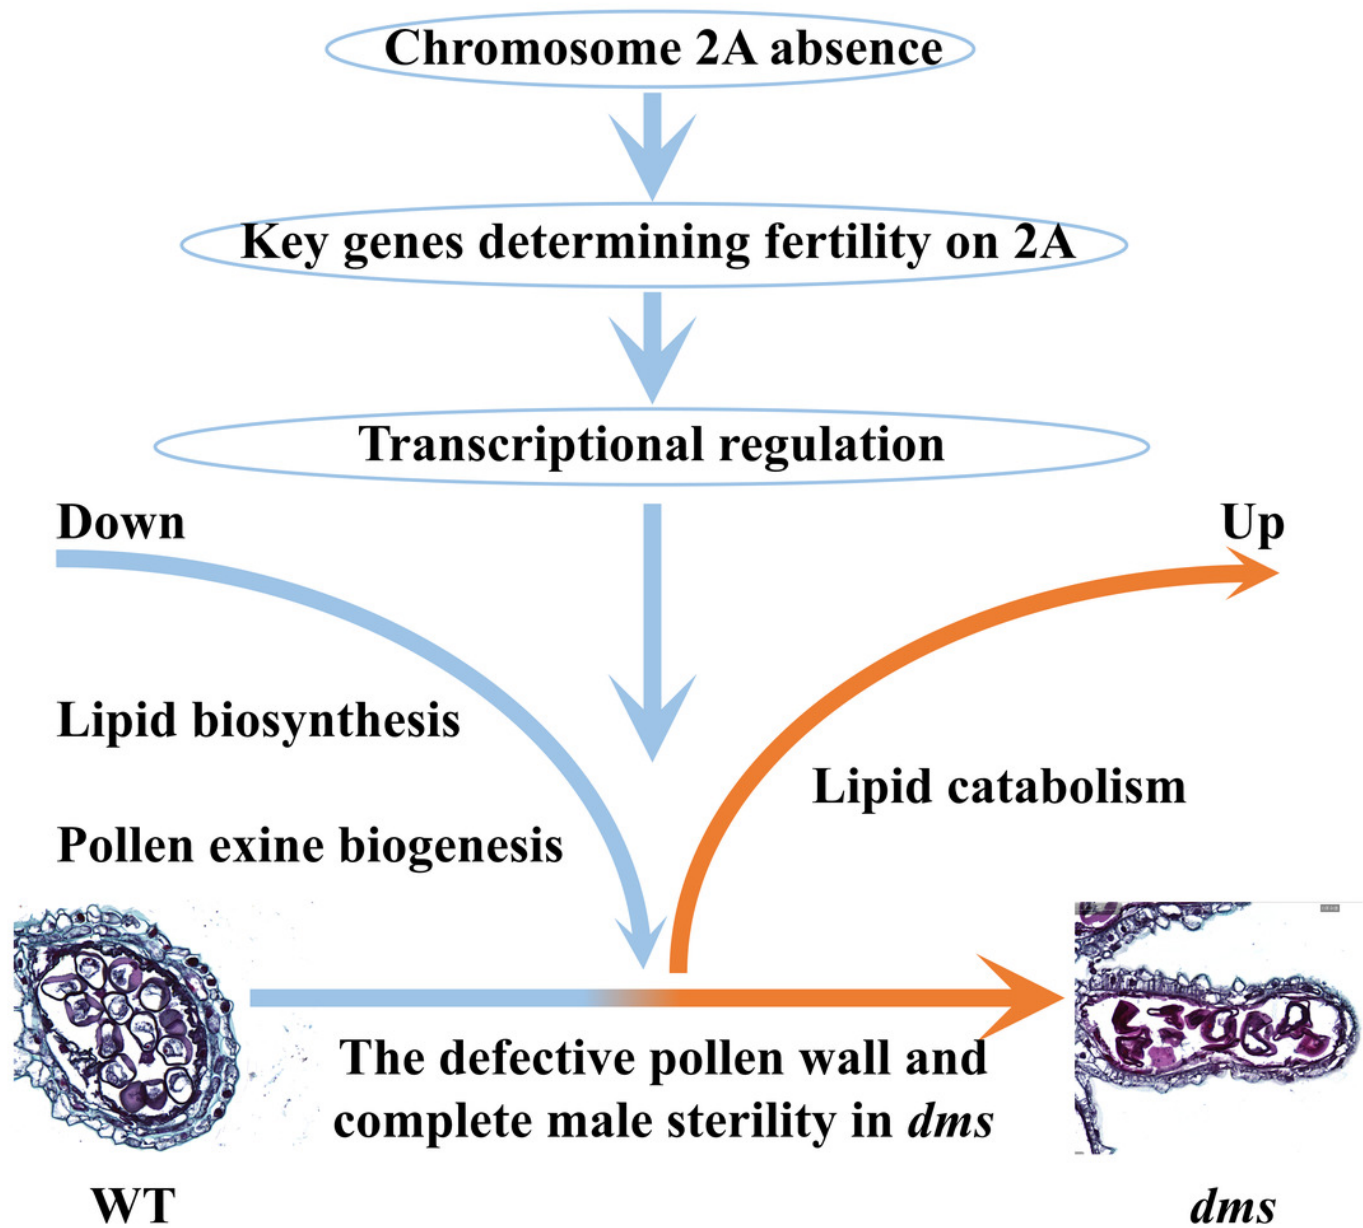 Chromosome 2A absence
Key genes determining fertility on 2A
Transcriptional regulation
Down
Up
Lipid biosynthesis
Lipid catabolism
Pollen exine biogenesis
The defective pollen wall and
complete male sterility in dms
WT
dms